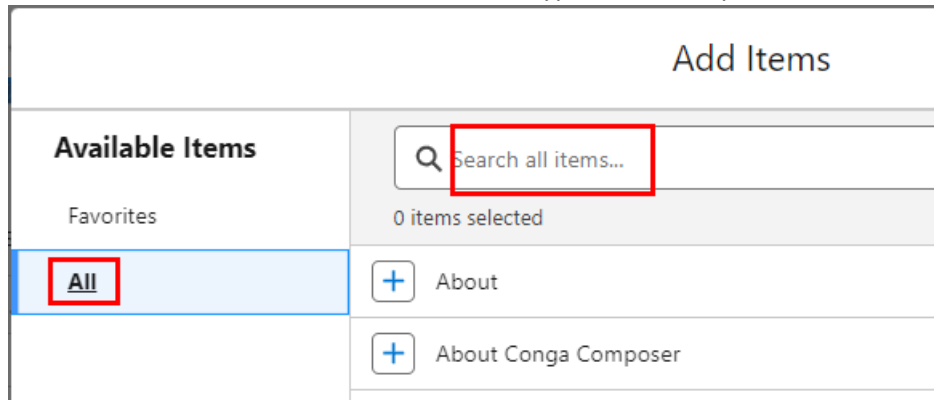 Add Items
Available Items
Favorites
All
Search all items...
0 items selected
About
About Conga Composer